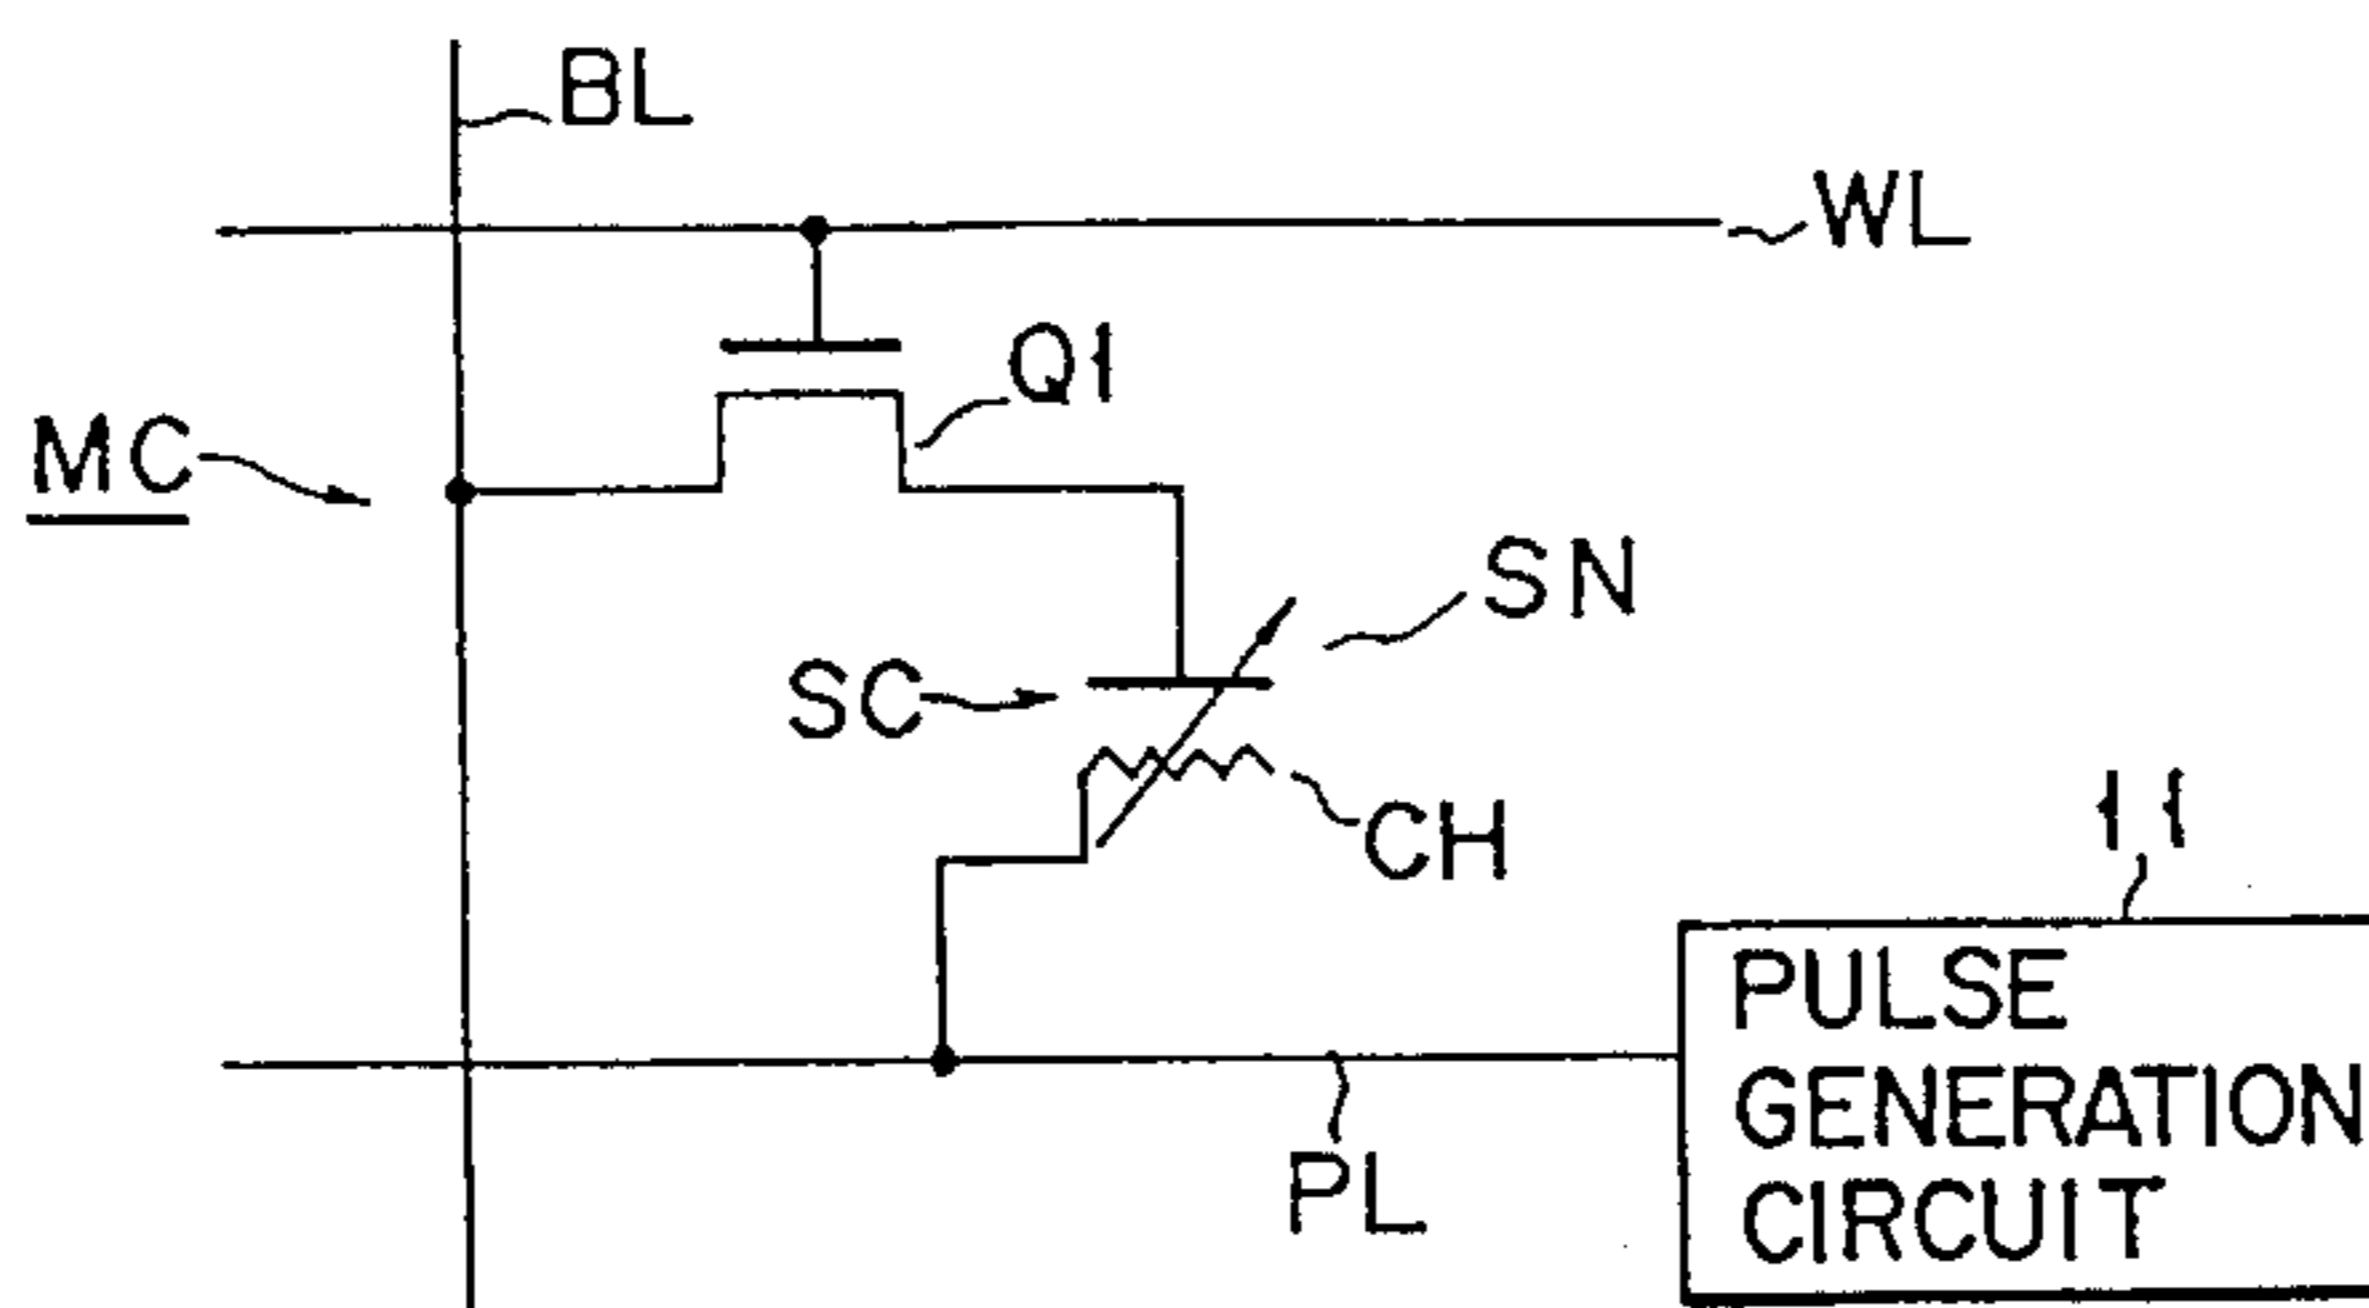 BL
WL
Q1
MC
SN
SC
CH
11
PULSE
GENERATION
CIRCUIT
PL